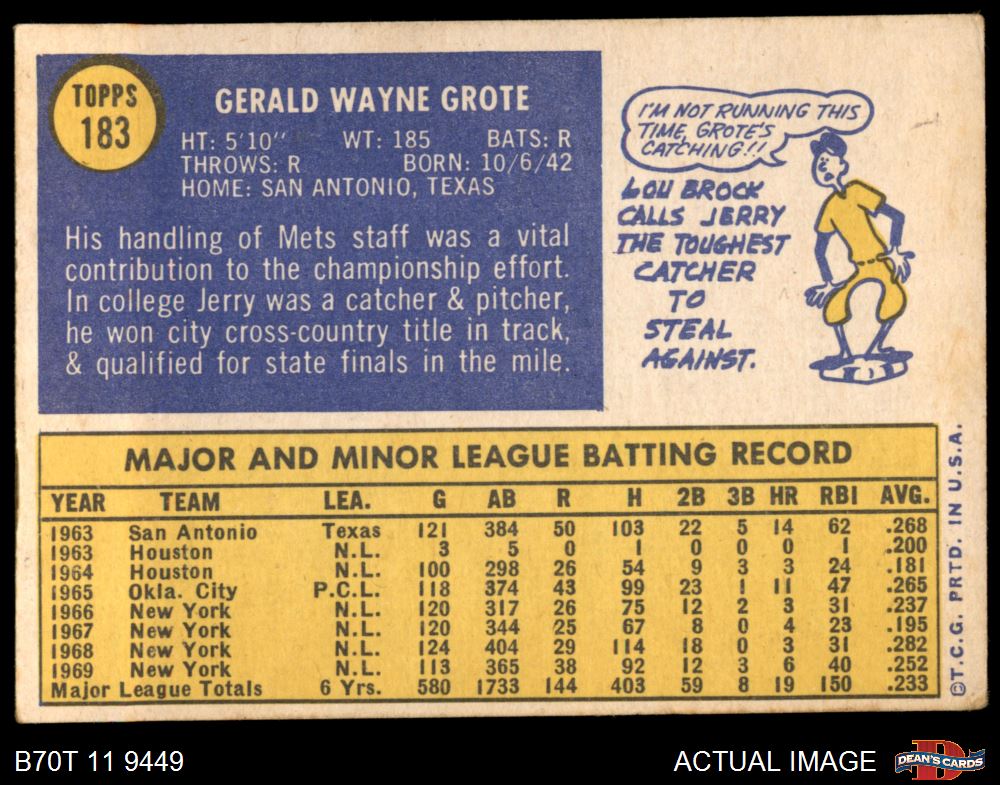 TOPPS
183
GERALD WAYNE GROTE
HT: 5'10" WT: 185 BATS: R
THROWS: R BORN: 10/6/42
HOME: SAN ANTONIO, TEXAS
His handling of Mets staff was a vital
contribution to the championship effort.
In college Jerry was a catcher & pitcher,
he won city cross-country title in track,
& qualified for state finals in the mile.
I'M NOT RUNNING THIS
TIME, GROTE'S
CATCHING!!
LOU BROCK
CALLS JERRY
THE TOUGHEST
CATCHER
TO
STEAL
AGAINST.
MAJOR AND MINOR LEAGUE BATTING RECORD
YEAR TEAM LEA. G AB R H 2B 3B HR RBI AVG.
1963 San Antonio Texas 121 384 50 103 22 5 14 62 .268
1963 Houston N.L. 3 5 0 1 0 0 0 1 .200
1964 Houston N.L. 100 298 26 54 9 3 3 24 .181
1965 Okla. City P.C.L. 118 374 43 99 23 1 11 47 .265
1966 New York N.L. 120 317 26 75 12 2 3 31 .237
1967 New York N.L. 120 344 25 67 8 0 4 23 .195
1968 New York N.L. 124 404 29 114 18 0 3 31 .282
1969 New York N.L. 113 365 38 92 12 3 6 40 .252
Major League Totals 6 Yrs. 580 1733 144 403 59 8 19 150 .233
©T.C.G. PRTD. IN U.S.A.
B70T 11 9449
ACTUAL IMAGE
D
DEAN'S CARDS